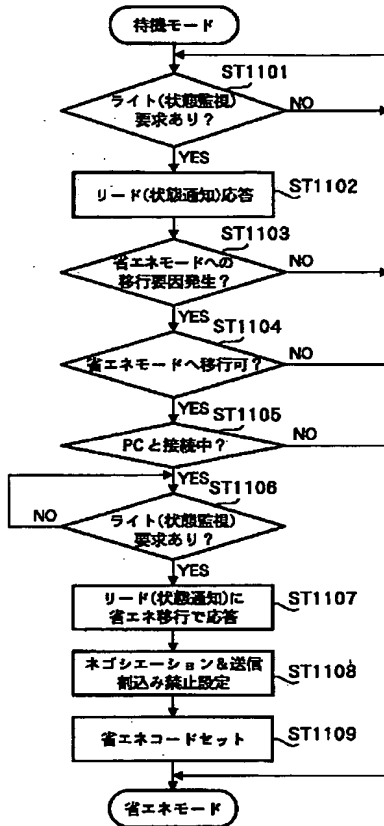 待機モード
ST1101
ライト(状態監視)
要求あり?
NO
YES
リード(状態通知)応答
ST1102
ST1103
省エネモードへの
移行要因発生?
NO
YES
ST1104
省エネモードへ移行可?
NO
YES
ST1105
PCと接続中?
NO
YES
ST1106
NO
ライト(状態監視)
要求あり?
YES
リード(状態通知)に
省エネ移行で応答
ST1107
ネゴシエーション&送信
割込み禁止設定
ST1108
省エネコードセット
ST1109
省エネモード